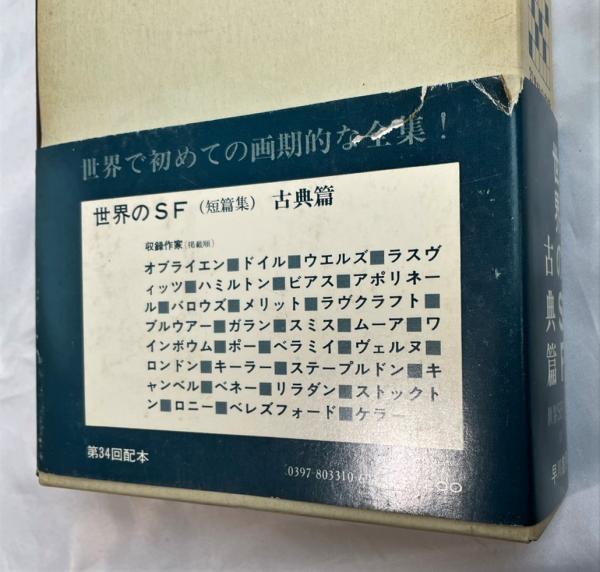 世界で初めての画期的な全集!
世界のSF(短篇集) 古典篇
収録作家(掲載順)
オブライエン■ドイル■ウエルズ■ラスヴ
ィッツ■ハミルトン■ビアス■アポリネー
ル■バロウズ■メリット■ラヴクラフト■
ブルウアー■ガラン■スミス■ムーア■ワ
インボウム■ポー■ベラミイ■ヴェルヌ■
ロンドン■キーラー■ステープルドン■キ
ャンベル■ベネー■リラダン■ストックト
ン■ロニー■ベレズフォード■ケラー
第34回配本
0397-803310-6
世界のSF
古典篇